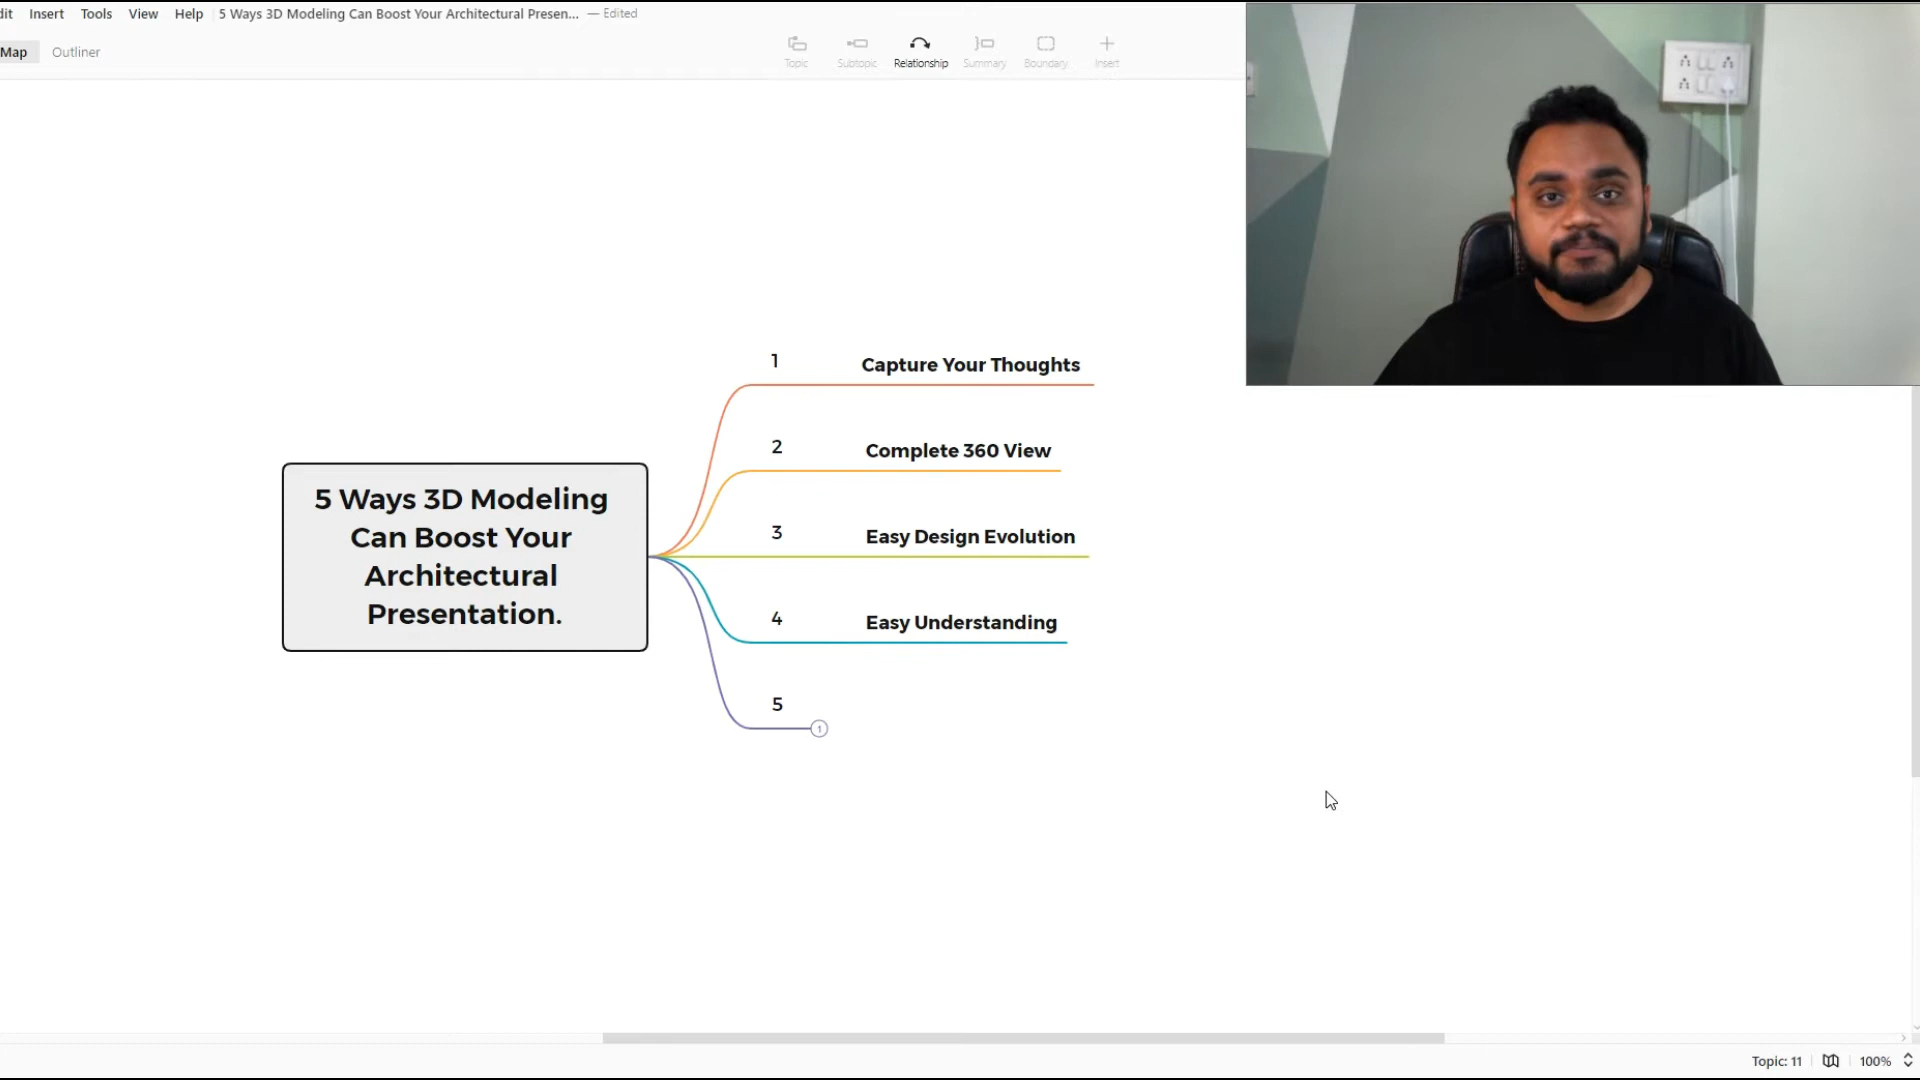 dit Insert Tools View Help 5 Ways 3D Modeling Can Boost Your Architectural Presen... — Edited
Map Outliner
Topic Subtopic Relationship Summary Boundary Insert
1 Capture Your Thoughts
2 Complete 360 View
3 Easy Design Evolution
4 Easy Understanding
5 1
5 Ways 3D Modeling
Can Boost Your
Architectural
Presentation.
Topic: 11 100%